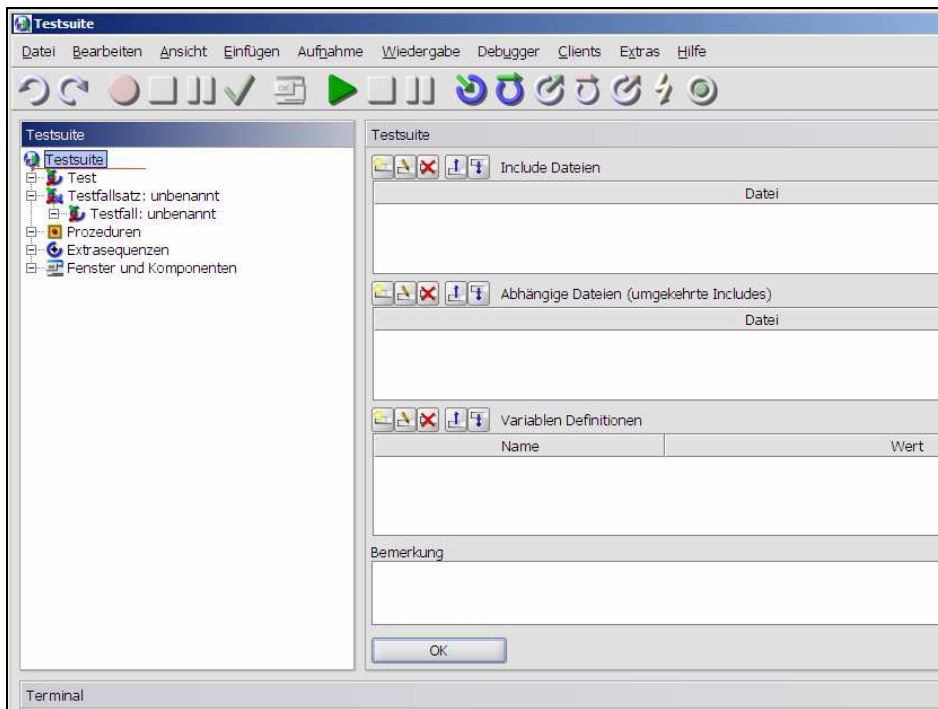 Testsuite
Datei Bearbeiten Ansicht Einfügen Aufnahme Wiedergabe Debugger Clients Extras Hilfe
Testsuite
Testsuite
Test
Testfallsatz: unbenannt
Testfall: unbenannt
Prozeduren
Extrasequenzen
Fenster und Komponenten
Testsuite
Include Dateien
Datei
Abhängige Dateien (umgekehrte Includes)
Datei
Variablen Definitionen
Name Wert
Bemerkung
OK
Terminal